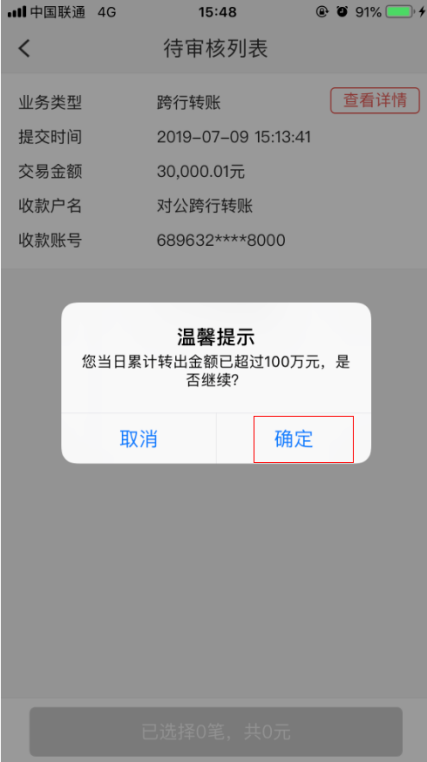 中国联通 4G 15:48 91%
待审核列表
业务类型 跨行转账 查看详情
提交时间 2019-07-09 15:13:41
交易金额 30,000.01元
收款户名 对公跨行转账
收款账号 689632****8000
温馨提示
您当日累计转出金额已超过100万元，是
否继续?
取消 确定
已选择0笔，共0元